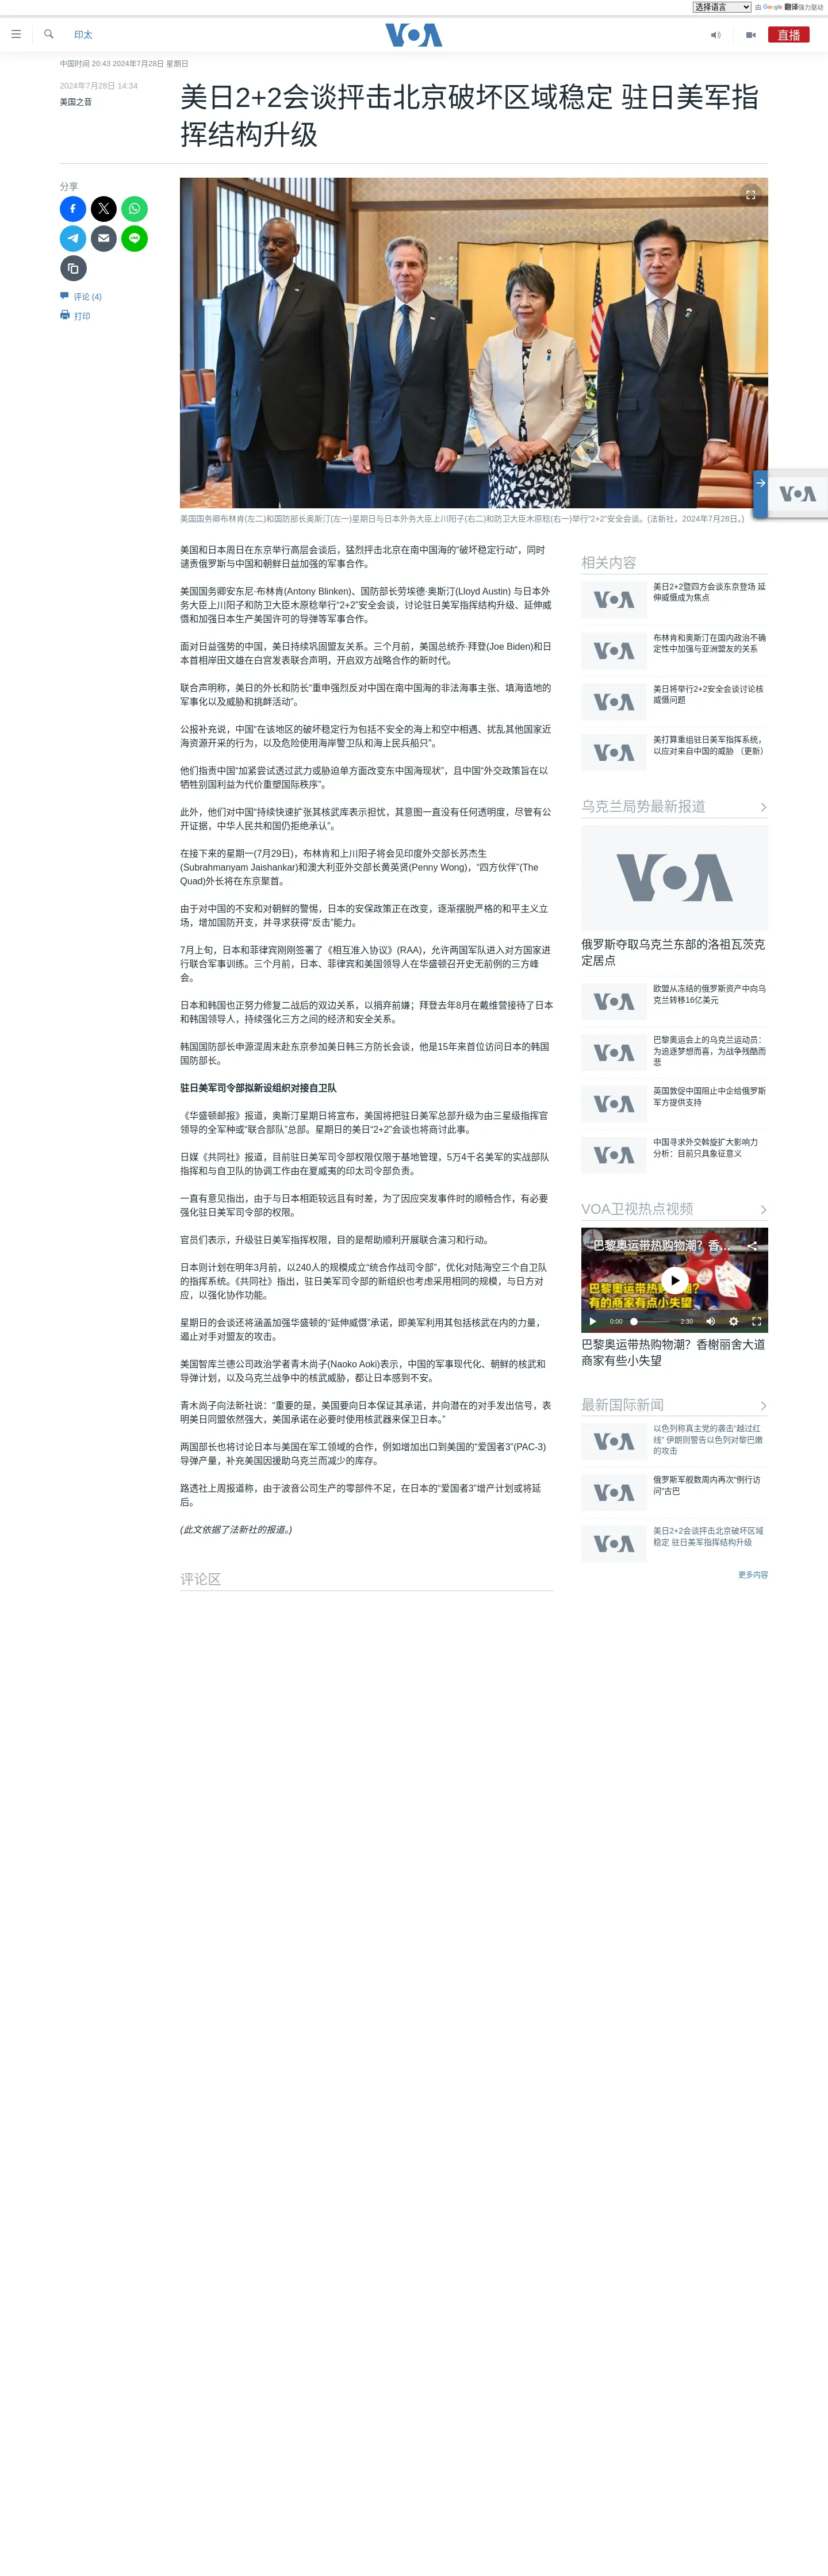 选择语言
由 Google 翻译强力驱动
印太
VOA
直播
中国时间 20:43 2024年7月28日 星期日
2024年7月28日 14:34
美国之音
美日2+2会谈抨击北京破坏区域稳定 驻日美军指
挥结构升级
分享
评论 (4)
打印
VOA
美国国务卿布林肯(左二)和国防部长奥斯汀(左一)星期日与日本外务大臣上川阳子(右二)和防卫大臣木原稔(右一)举行“2+2”安全会谈。(法新社，2024年7月28日。)
美国和日本周日在东京举行高层会谈后，猛烈抨击北京在南中国海的“破坏稳定行动”，同时
谴责俄罗斯与中国和朝鲜日益加强的军事合作。
美国国务卿安东尼·布林肯(Antony Blinken)、国防部长劳埃德·奥斯汀(Lloyd Austin) 与日本外
务大臣上川阳子和防卫大臣木原稔举行“2+2”安全会谈，讨论驻日美军指挥结构升级、延伸威
慑和加强日本生产美国许可的导弹等军事合作。
面对日益强势的中国，美日持续巩固盟友关系。三个月前，美国总统乔·拜登(Joe Biden)和日
本首相岸田文雄在白宫发表联合声明，开启双方战略合作的新时代。
联合声明称，美日的外长和防长“重申强烈反对中国在南中国海的非法海事主张、填海造地的
军事化以及威胁和挑衅活动”。
公报补充说，中国“在该地区的破坏稳定行为包括不安全的海上和空中相遇、扰乱其他国家近
海资源开采的行为，以及危险使用海岸警卫队和海上民兵船只”。
他们指责中国“加紧尝试透过武力或胁迫单方面改变东中国海现状”，且中国“外交政策旨在以
牺牲别国利益为代价重塑国际秩序”。
此外，他们对中国“持续快速扩张其核武库表示担忧，其意图一直没有任何透明度，尽管有公
开证据，中华人民共和国仍拒绝承认”。
在接下来的星期一(7月29日)，布林肯和上川阳子将会见印度外交部长苏杰生
(Subrahmanyam Jaishankar)和澳大利亚外交部长黄英贤(Penny Wong)，“四方伙伴”(The
Quad)外长将在东京聚首。
由于对中国的不安和对朝鲜的警惕，日本的安保政策正在改变，逐渐摆脱严格的和平主义立
场，增加国防开支，并寻求获得“反击”能力。
7月上旬，日本和菲律宾刚刚签署了《相互准入协议》(RAA)，允许两国军队进入对方国家进
行联合军事训练。三个月前，日本、菲律宾和美国领导人在华盛顿召开史无前例的三方峰
会。
日本和韩国也正努力修复二战后的双边关系，以捐弃前嫌；拜登去年8月在戴维营接待了日本
和韩国领导人，持续强化三方之间的经济和安全关系。
韩国国防部长申源湜周末赴东京参加美日韩三方防长会谈，他是15年来首位访问日本的韩国
国防部长。
驻日美军司令部拟新设组织对接自卫队
《华盛顿邮报》报道，奥斯汀星期日将宣布，美国将把驻日美军总部升级为由三星级指挥官
领导的全军种或“联合部队”总部。星期日的美日“2+2”会谈也将商讨此事。
日媒《共同社》报道，目前驻日美军司令部权限仅限于基地管理，5万4千名美军的实战部队
指挥和与自卫队的协调工作由在夏威夷的印太司令部负责。
一直有意见指出，由于与日本相距较远且有时差，为了因应突发事件时的顺畅合作，有必要
强化驻日美军司令部的权限。
官员们表示，升级驻日美军指挥权限，目的是帮助顺利开展联合演习和行动。
日本则计划在明年3月前，以240人的规模成立“统合作战司令部”，优化对陆海空三个自卫队
的指挥系统。《共同社》指出，驻日美军司令部的新组织也考虑采用相同的规模，与日方对
应，以强化协作功能。
星期日的会谈还将涵盖加强华盛顿的“延伸威慑”承诺，即美军利用其包括核武在内的力量，
遏止对手对盟友的攻击。
美国智库兰德公司政治学者青木尚子(Naoko Aoki)表示，中国的军事现代化、朝鲜的核武和
导弹计划，以及乌克兰战争中的核武威胁，都让日本感到不安。
青木尚子向法新社说：“重要的是，美国要向日本保证其承诺，并向潜在的对手发出信号，表
明美日同盟依然强大，美国承诺在必要时使用核武器来保卫日本。”
两国部长也将讨论日本与美国在军工领域的合作，例如增加出口到美国的“爱国者3”(PAC-3)
导弹产量，补充美国因援助乌克兰而减少的库存。
路透社上周报道称，由于波音公司生产的零部件不足，在日本的“爱国者3”增产计划或将延
后。
(此文依据了法新社的报道。)
评论区
相关内容
VOA
美日2+2暨四方会谈东京登场 延
伸威慑成为焦点
VOA
布林肯和奥斯汀在国内政治不确
定性中加强与亚洲盟友的关系
VOA
美日将举行2+2安全会谈讨论核
威慑问题
VOA
美打算重组驻日美军指挥系统，
以应对来自中国的威胁 （更新）
乌克兰局势最新报道
VOA
俄罗斯夺取乌克兰东部的洛祖瓦茨克
定居点
VOA
欧盟从冻结的俄罗斯资产中向乌
克兰转移16亿美元
VOA
巴黎奥运会上的乌克兰运动员：
为追逐梦想而喜，为战争残酷而
悲
VOA
英国敦促中国阻止中企给俄罗斯
军方提供支持
VOA
中国寻求外交斡旋扩大影响力
分析：目前只具象征意义
VOA卫视热点视频
巴黎奥运带热购物潮？香...
巴黎奥运带热购物潮？
有的商家有点小失望
0:00
2:30
巴黎奥运带热购物潮？香榭丽舍大道
商家有些小失望
最新国际新闻
VOA
以色列称真主党的袭击“越过红
线” 伊朗则警告以色列对黎巴嫩
的攻击
VOA
俄罗斯军舰数周内再次“例行访
问”古巴
VOA
美日2+2会谈抨击北京破坏区域
稳定 驻日美军指挥结构升级
更多内容